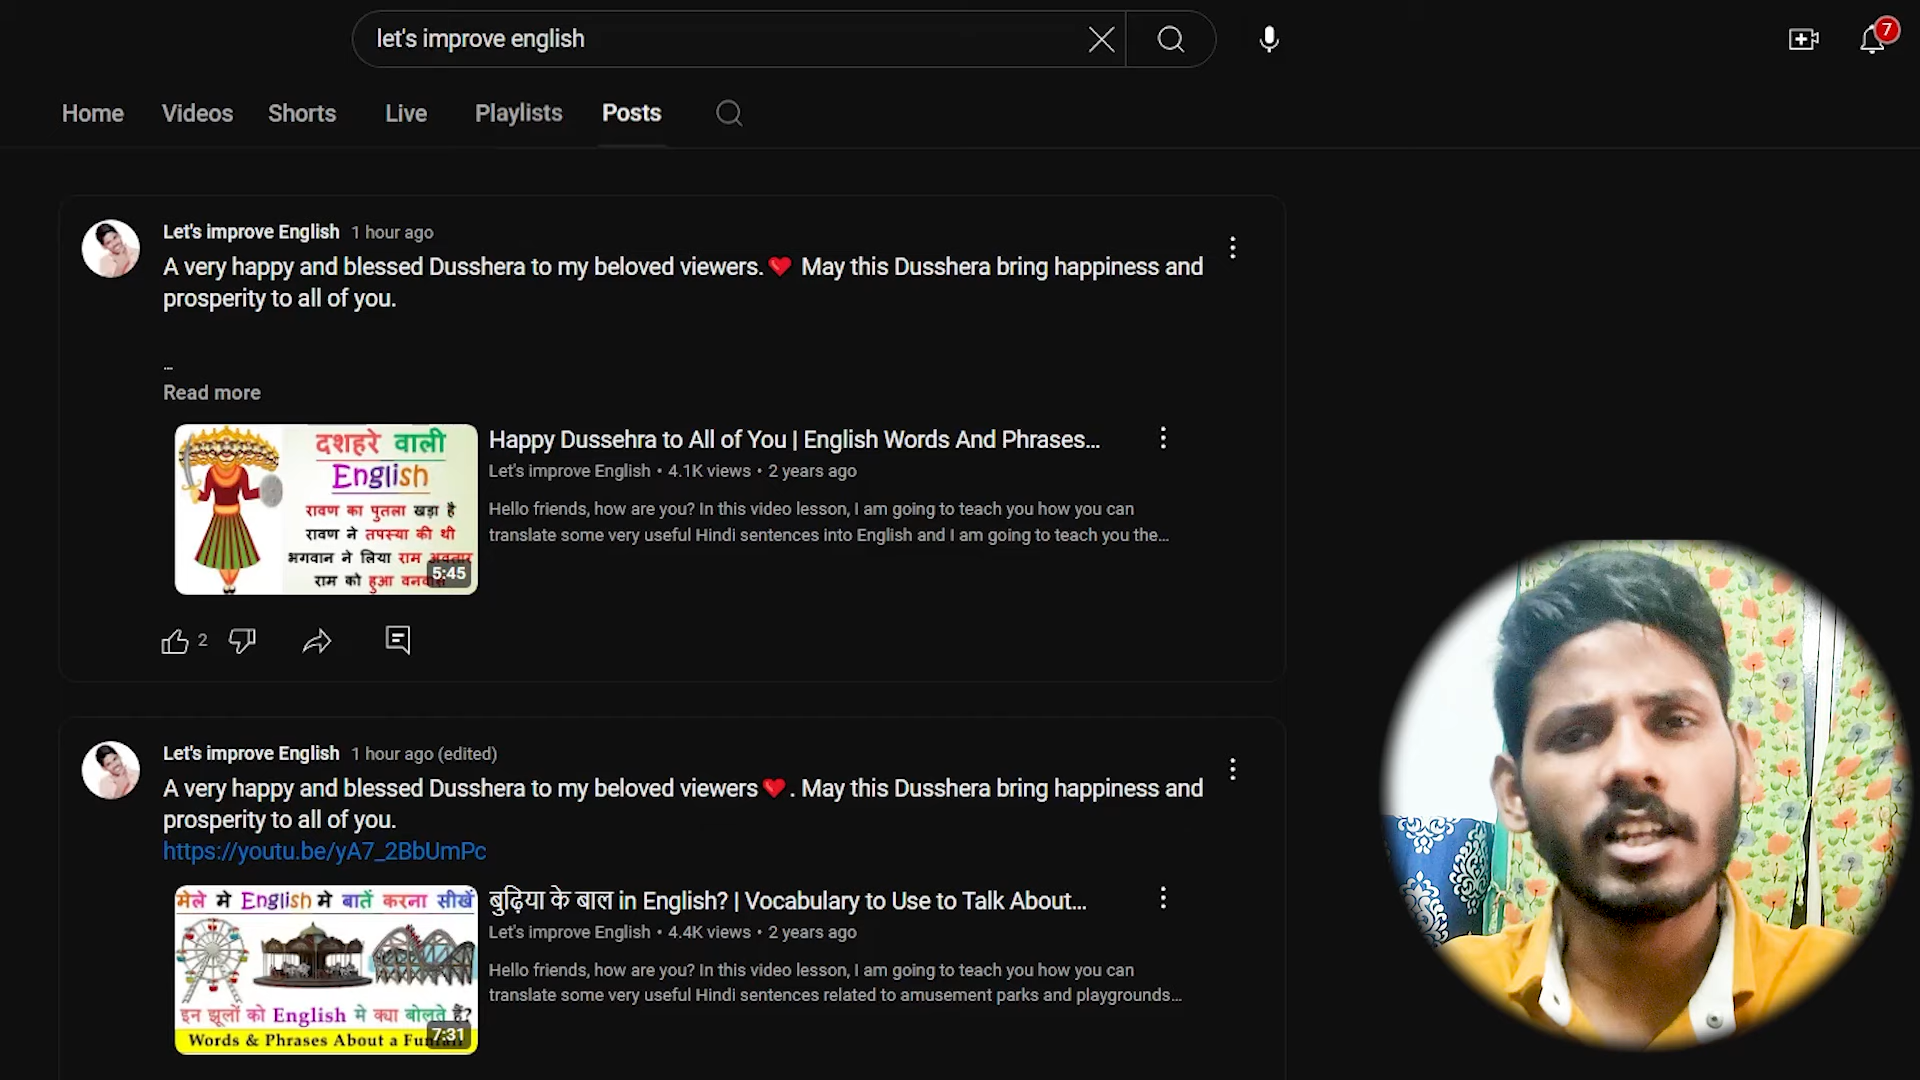 let's improve english
7
Home Videos Shorts Live Playlists Posts
Let's improve English 1 hour ago
A very happy and blessed Dusshera to my beloved viewers.❤️ May this Dusshera bring happiness and
prosperity to all of you.
...
Read more
दशहरे वाली
English
रावण का पुतला खड़ा है
रावण ने तपस्या की थी
भगवान ने लिया राम अवतार
राम को हुआ वनवास
5:45
Happy Dussehra to All of You | English Words And Phrases...
Let's improve English • 4.1K views • 2 years ago
Hello friends, how are you? In this video lesson, I am going to teach you how you can
translate some very useful Hindi sentences into English and I am going to teach you the...
2
Let's improve English 1 hour ago (edited)
A very happy and blessed Dusshera to my beloved viewers❤️. May this Dusshera bring happiness and
prosperity to all of you.
https://youtu.be/yA7_2BbUmPc
मेले मे English मे बातें करना सीखें
इन झूलों को English मे क्या बोलते हैं?
Words & Phrases About a Funfair
7:31
बुढ़िया के बाल in English? | Vocabulary to Use to Talk About...
Let's improve English • 4.4K views • 2 years ago
Hello friends, how are you? In this video lesson, I am going to teach you how you can
translate some very useful Hindi sentences related to amusement parks and playgrounds...